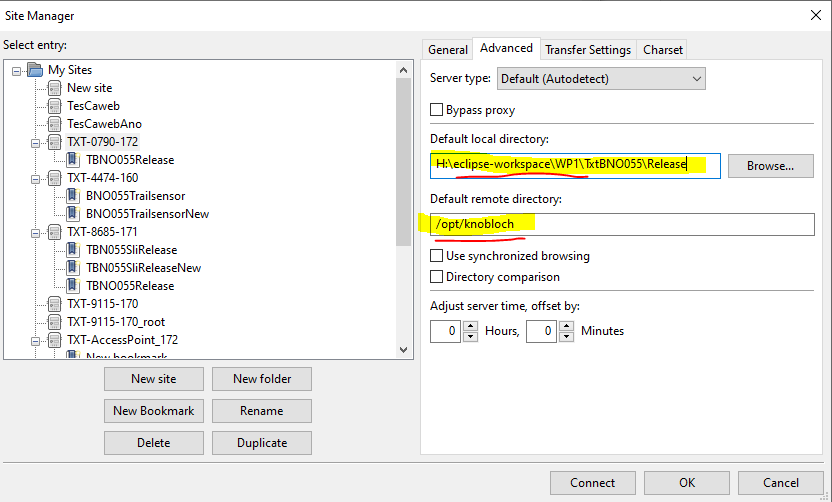 Site Manager
Select entry:
My Sites
New site
TesCaweb
TesCawebAno
TXT-0790-172
TBNO055Release
TXT-4474-160
BNO055Trailsensor
BNO055TrailsensorNew
TXT-8685-171
TBN055SliRelease
TBN055SliReleaseNew
TBNO055Release
TXT-9115-170
TXT-9115-170_root
TXT-AccessPoint_172
New bookmark
New site
New folder
New Bookmark
Rename
Delete
Duplicate
General
Advanced
Transfer Settings
Charset
Server type:
Default (Autodetect)
Bypass proxy
Default local directory:
H:\eclipse-workspace\WP1\TxtBNO055\Release
Browse...
Default remote directory:
/opt/knobloch
Use synchronized browsing
Directory comparison
Adjust server time, offset by:
0 Hours, 0 Minutes
Connect
OK
Cancel